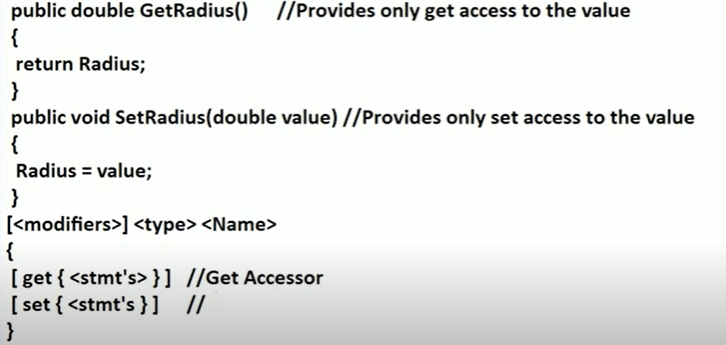 public double GetRadius() //Provides only get access to the value
{
return Radius;
}
public void SetRadius(double value) //Provides only set access to the value
{
Radius = value;
}
[<modifiers>] <type> <Name>
{
[ get { <stmt's> } ] //Get Accessor
[ set { <stmt's } ] //
}